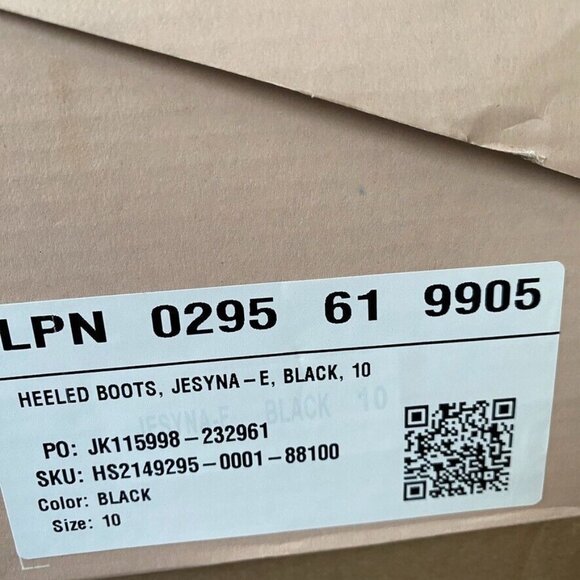 LPN 0295 61 9905
HEELED BOOTS, JESYNA-E, BLACK, 10
JESYNA-E BLACK 10
PO: JK115998-232961
SKU: HS2149295-0001-88100
Color: BLACK
Size: 10